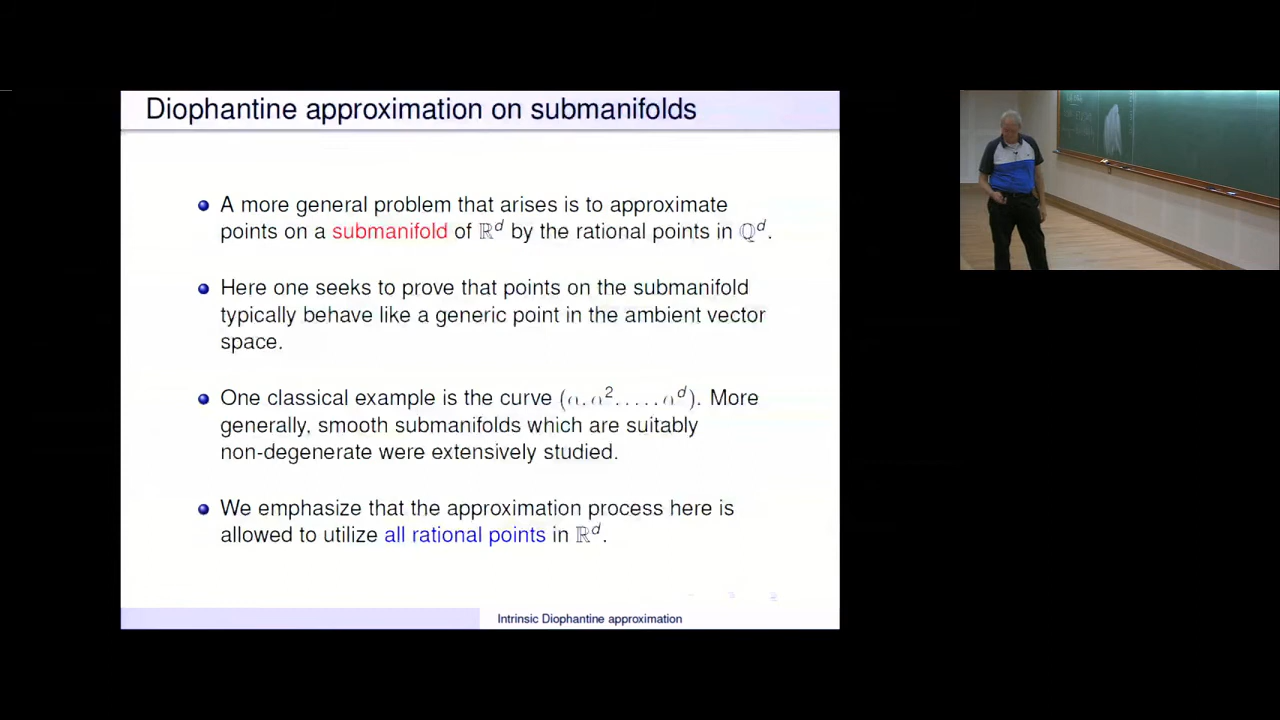 Diophantine approximation on submanifolds
A more general problem that arises is to approximate
points on a submanifold of ℝᵈ by the rational points in ℚᵈ.
Here one seeks to prove that points on the submanifold
typically behave like a generic point in the ambient vector
space.
One classical example is the curve (α, α², . . . , αᵈ). More
generally, smooth submanifolds which are suitably
non-degenerate were extensively studied.
We emphasize that the approximation process here is
allowed to utilize all rational points in ℝᵈ.
Intrinsic Diophantine approximation